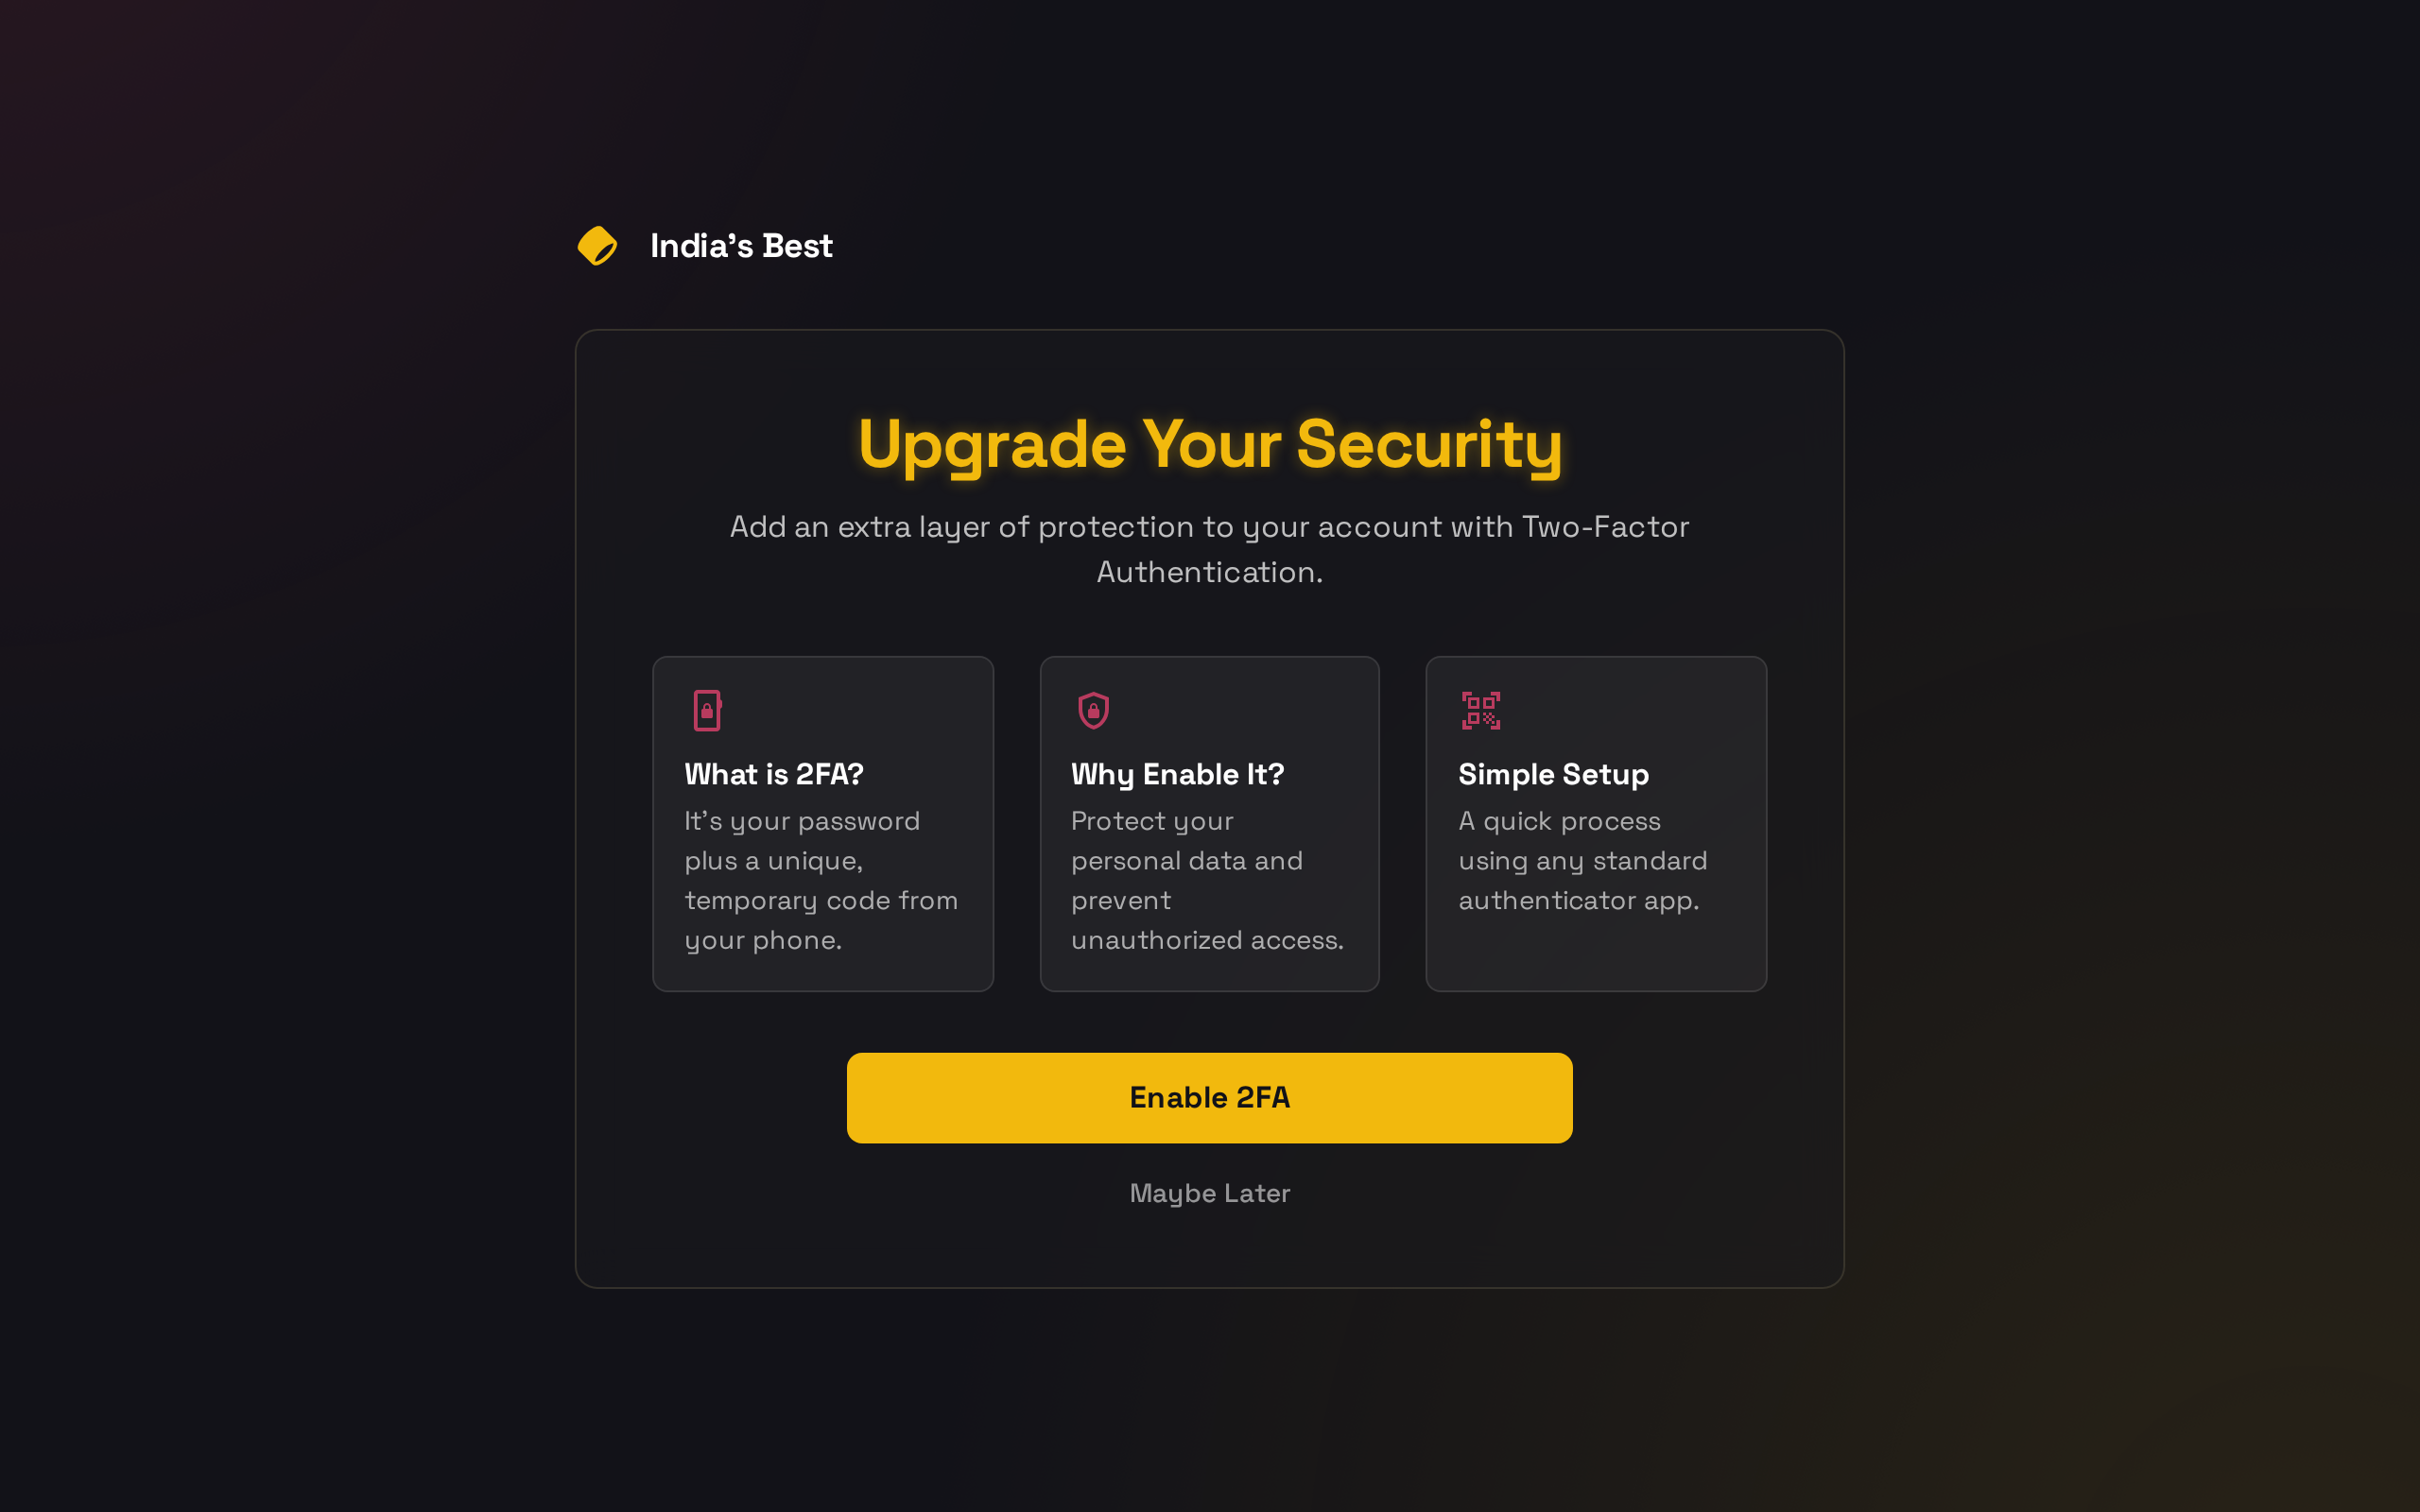 India’s Best
Upgrade Your Security
Add an extra layer of protection to your account with Two-Factor
Authentication.
What is 2FA?
It’s your password
plus a unique,
temporary code from
your phone.
Why Enable It?
Protect your
personal data and
prevent
unauthorized access.
Simple Setup
A quick process
using any standard
authenticator app.
Enable 2FA
Maybe Later